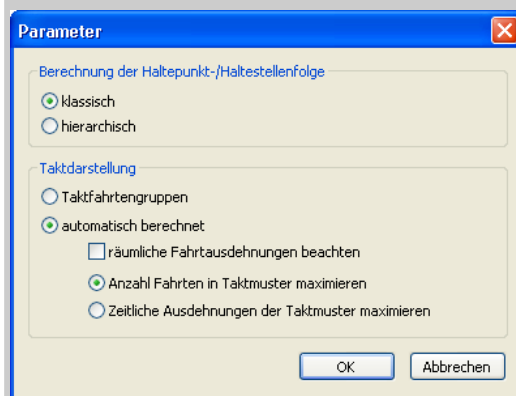 Parameter
Berechnung der Haltepunkt-/Haltestellenfolge
klassisch
hierarchisch
Taktdarstellung
Taktfahrtengruppen
automatisch berechnet
räumliche Fahrtausdehnungen beachten
Anzahl Fahrten in Taktmuster maximieren
Zeitliche Ausdehnungen der Taktmuster maximieren
OK Abbrechen